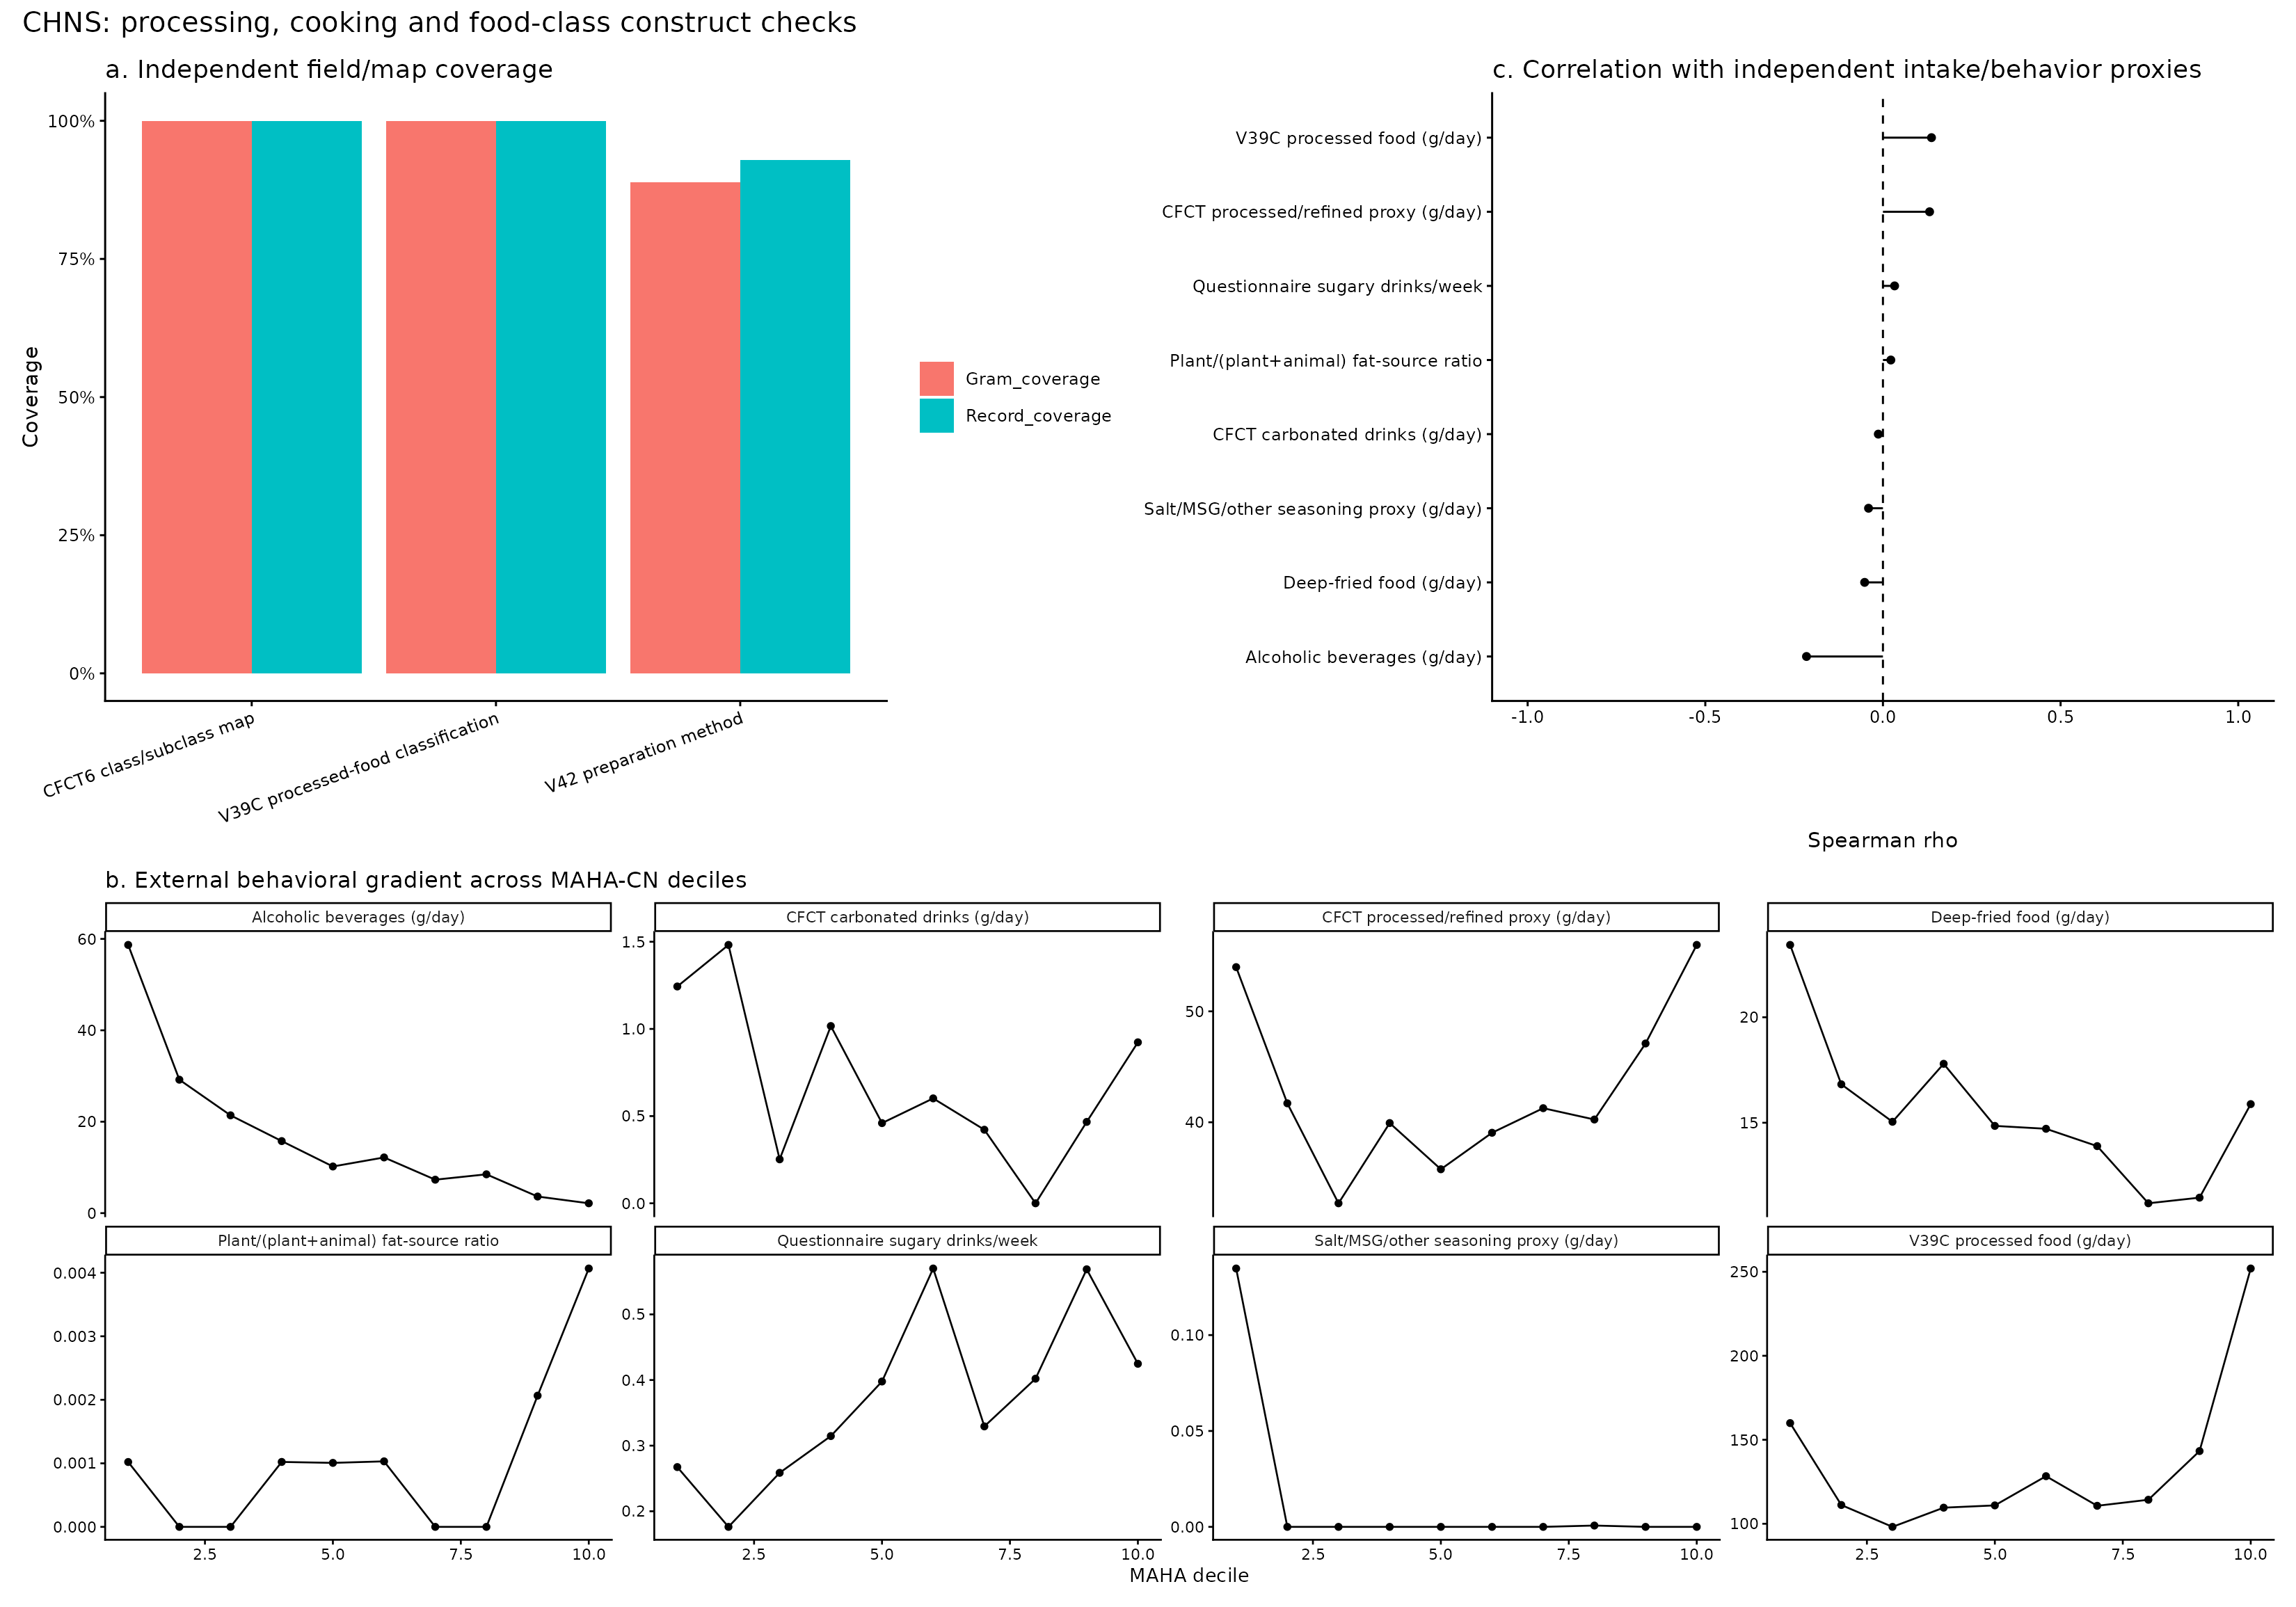 CHNS: processing, cooking and food-class construct checks
a. Independent field/map coverage
Coverage
100%
75%
50%
25%
0%
CFCT6 class/subclass map
V39C processed-food classification
V42 preparation method
Gram_coverage
Record_coverage
c. Correlation with independent intake/behavior proxies
V39C processed food (g/day)
CFCT processed/refined proxy (g/day)
Questionnaire sugary drinks/week
Plant/(plant+animal) fat-source ratio
CFCT carbonated drinks (g/day)
Salt/MSG/other seasoning proxy (g/day)
Deep-fried food (g/day)
Alcoholic beverages (g/day)
-1.0 -0.5 0.0 0.5 1.0
Spearman rho
b. External behavioral gradient across MAHA-CN deciles
Alcoholic beverages (g/day)
60
40
20
0
CFCT carbonated drinks (g/day)
1.5
1.0
0.5
0.0
CFCT processed/refined proxy (g/day)
50
40
Deep-fried food (g/day)
20
15
Plant/(plant+animal) fat-source ratio
0.004
0.003
0.002
0.001
0.000
2.5 5.0 7.5 10.0
Questionnaire sugary drinks/week
0.5
0.4
0.3
0.2
2.5 5.0 7.5 10.0
Salt/MSG/other seasoning proxy (g/day)
0.10
0.05
0.00
2.5 5.0 7.5 10.0
V39C processed food (g/day)
250
200
150
100
2.5 5.0 7.5 10.0
MAHA decile